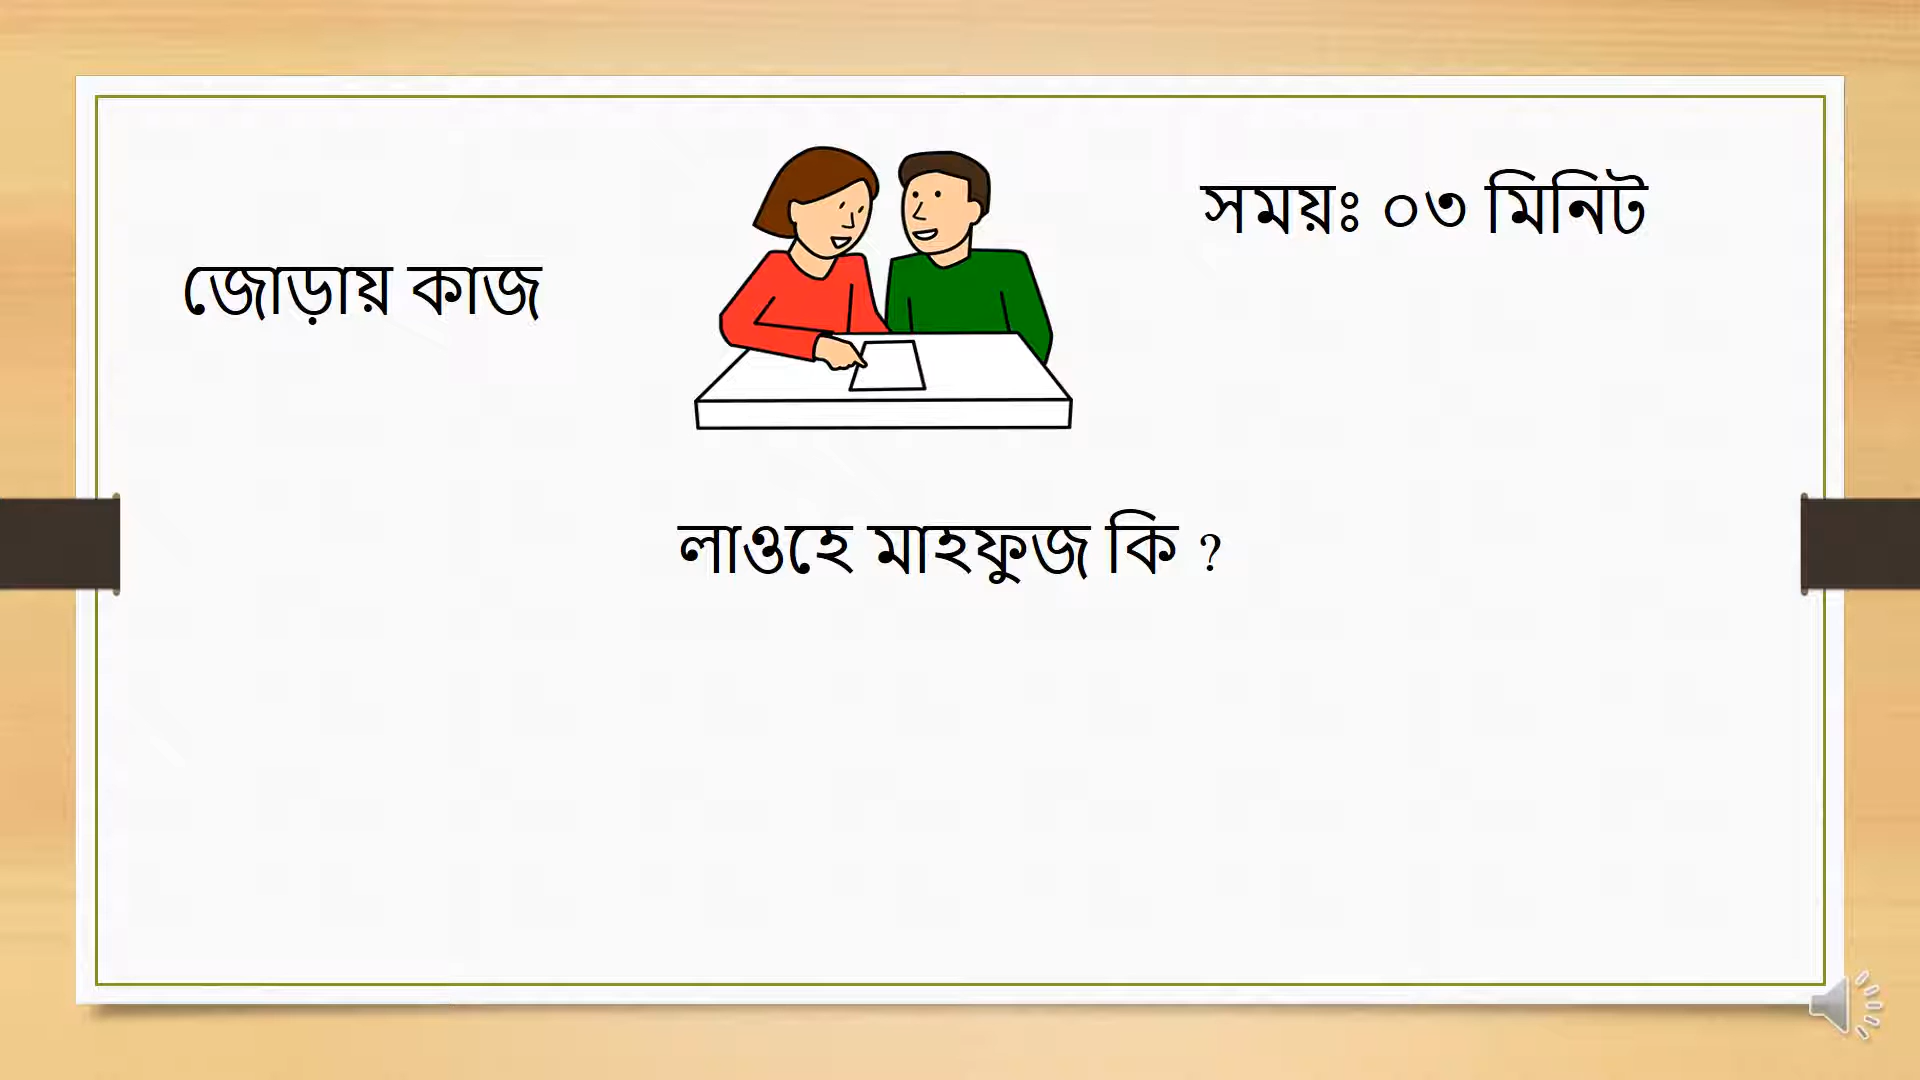 জোড়ায় কাজ
সময়ঃ ০৩ মিনিট
লাওহে মাহফুজ কি ?